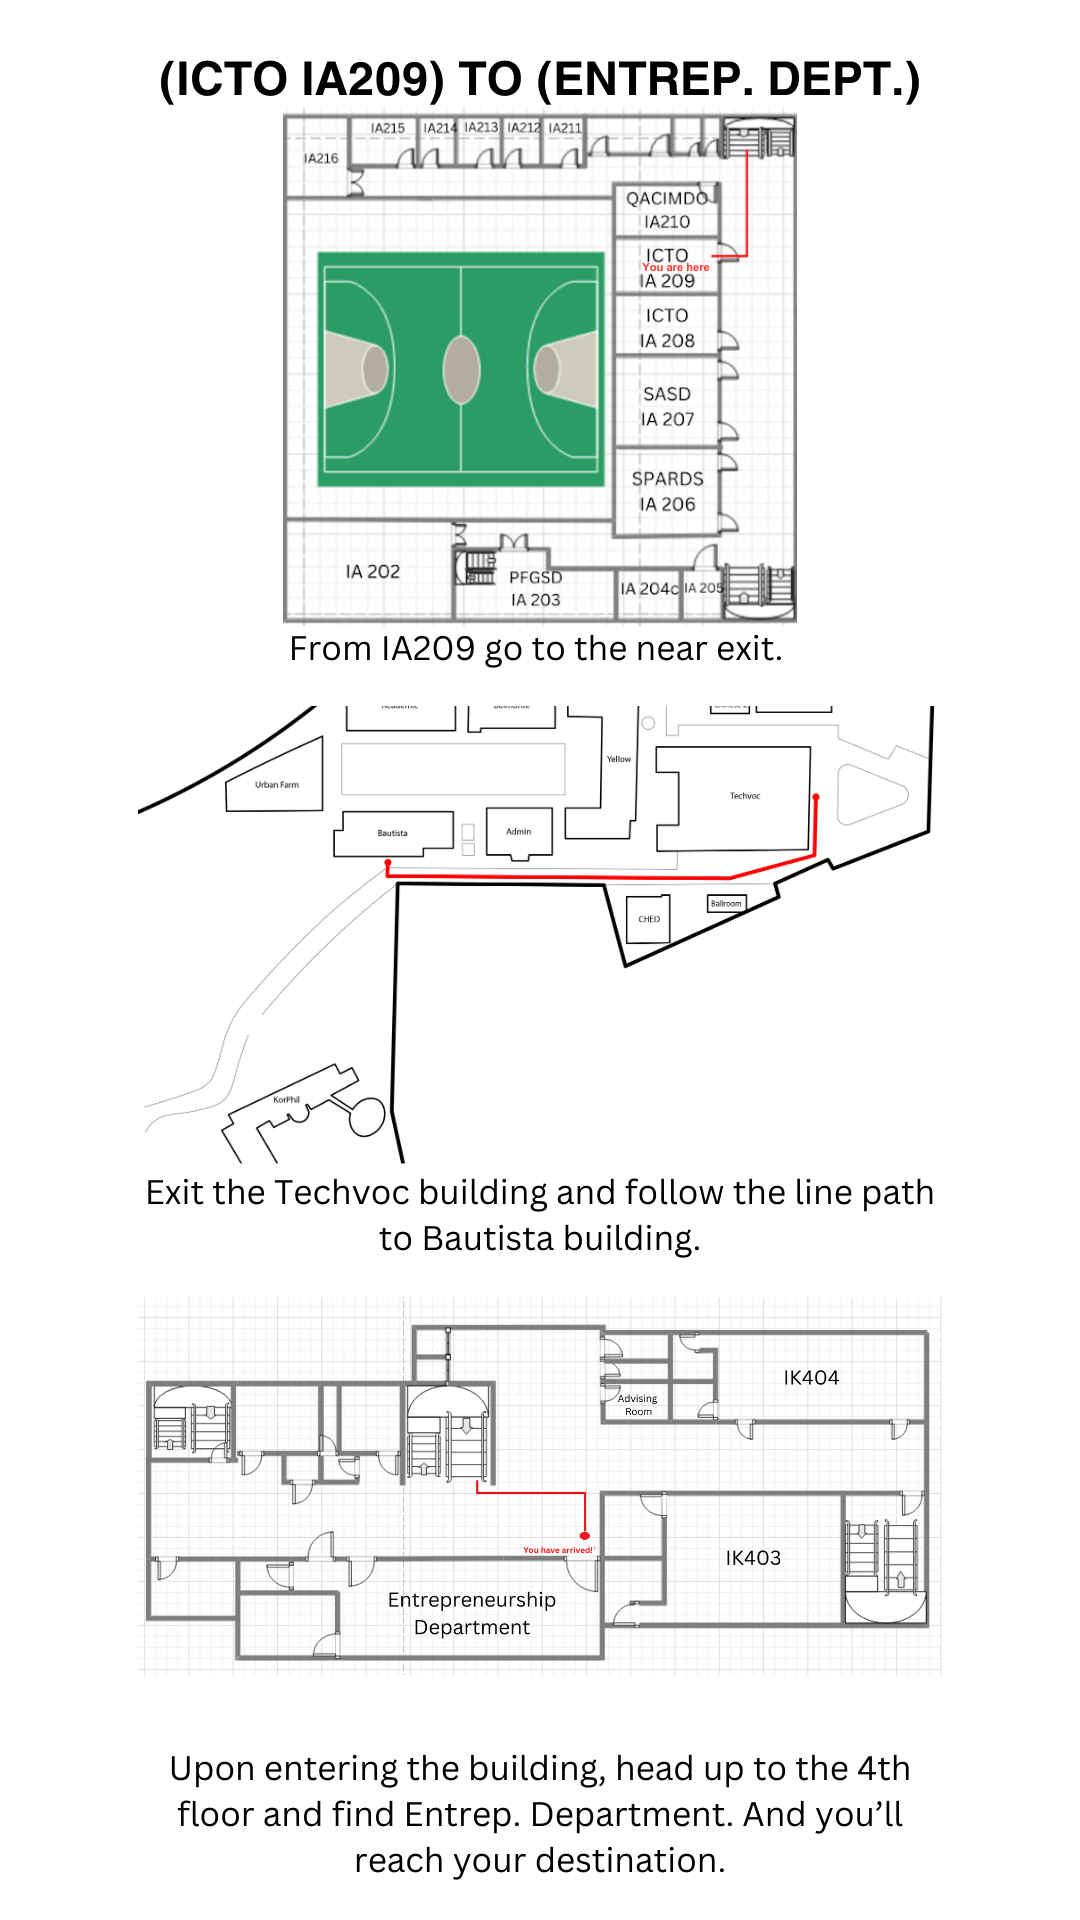 (ICTO IA209) TO (ENTREP. DEPT.)
IA215
IA214
IA213
IA212
IA211
IA216
QACIMDO
IA210
ICTO
You are here
IA 209
ICTO
IA 208
SASD
IA 207
SPARDS
IA 206
IA 202
PFGSD
IA 203
IA 204c
IA 205
From IA209 go to the near exit.
Academic
Belmonte
Yellow
Urban Farm
Techvoc
Bautista
Admin
CHED
Ballroom
KorPhil
Exit the Techvoc building and follow the line path
to Bautista building.
IK404
Advising
Room
You have arrived!
IK403
Entrepreneurship
Department
Upon entering the building, head up to the 4th
floor and find Entrep. Department. And you’ll
reach your destination.